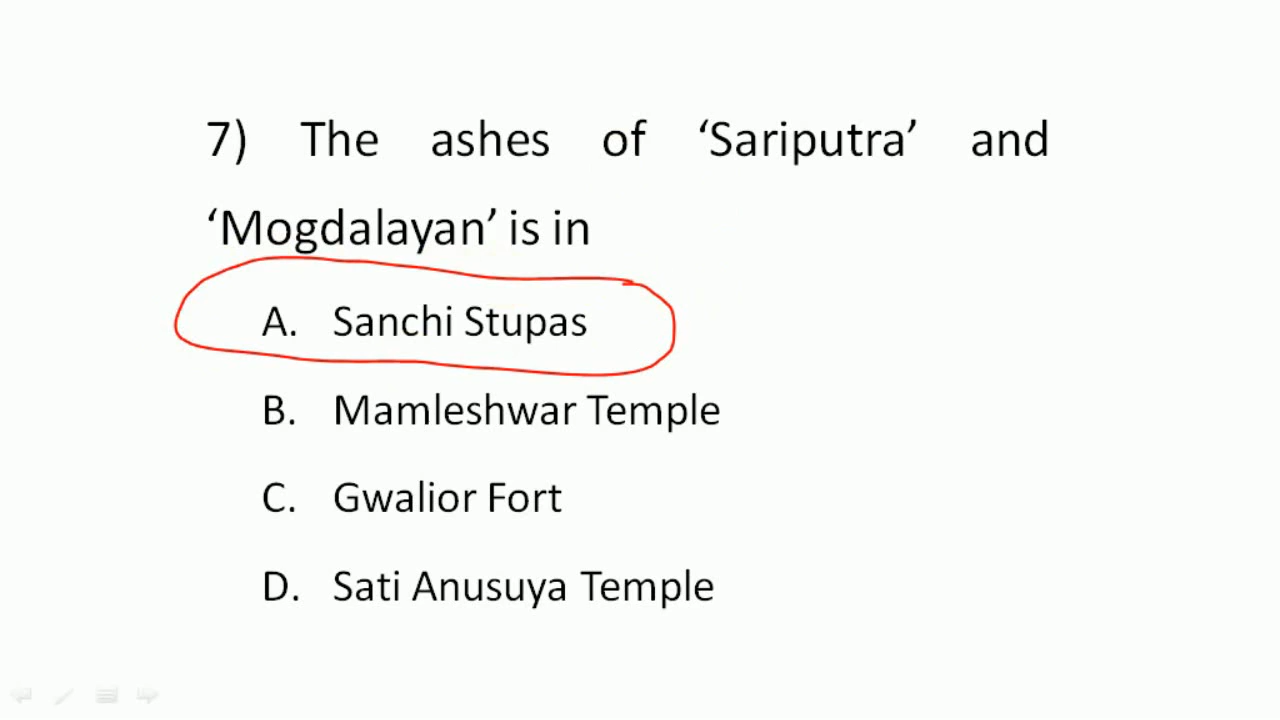 7) The ashes of ‘Sariputra’ and
‘Mogdalayan’ is in
A. Sanchi Stupas
B. Mamleshwar Temple
C. Gwalior Fort
D. Sati Anusuya Temple